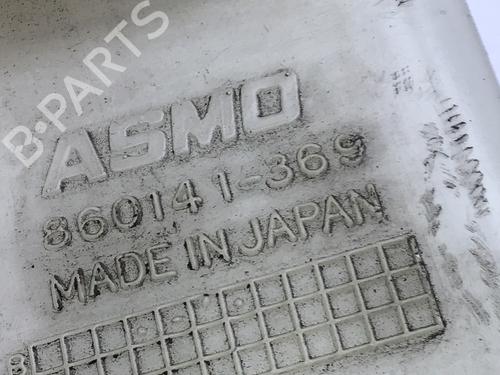 B-PARTS
ASMO
860141-369
MADE IN JAPAN
B